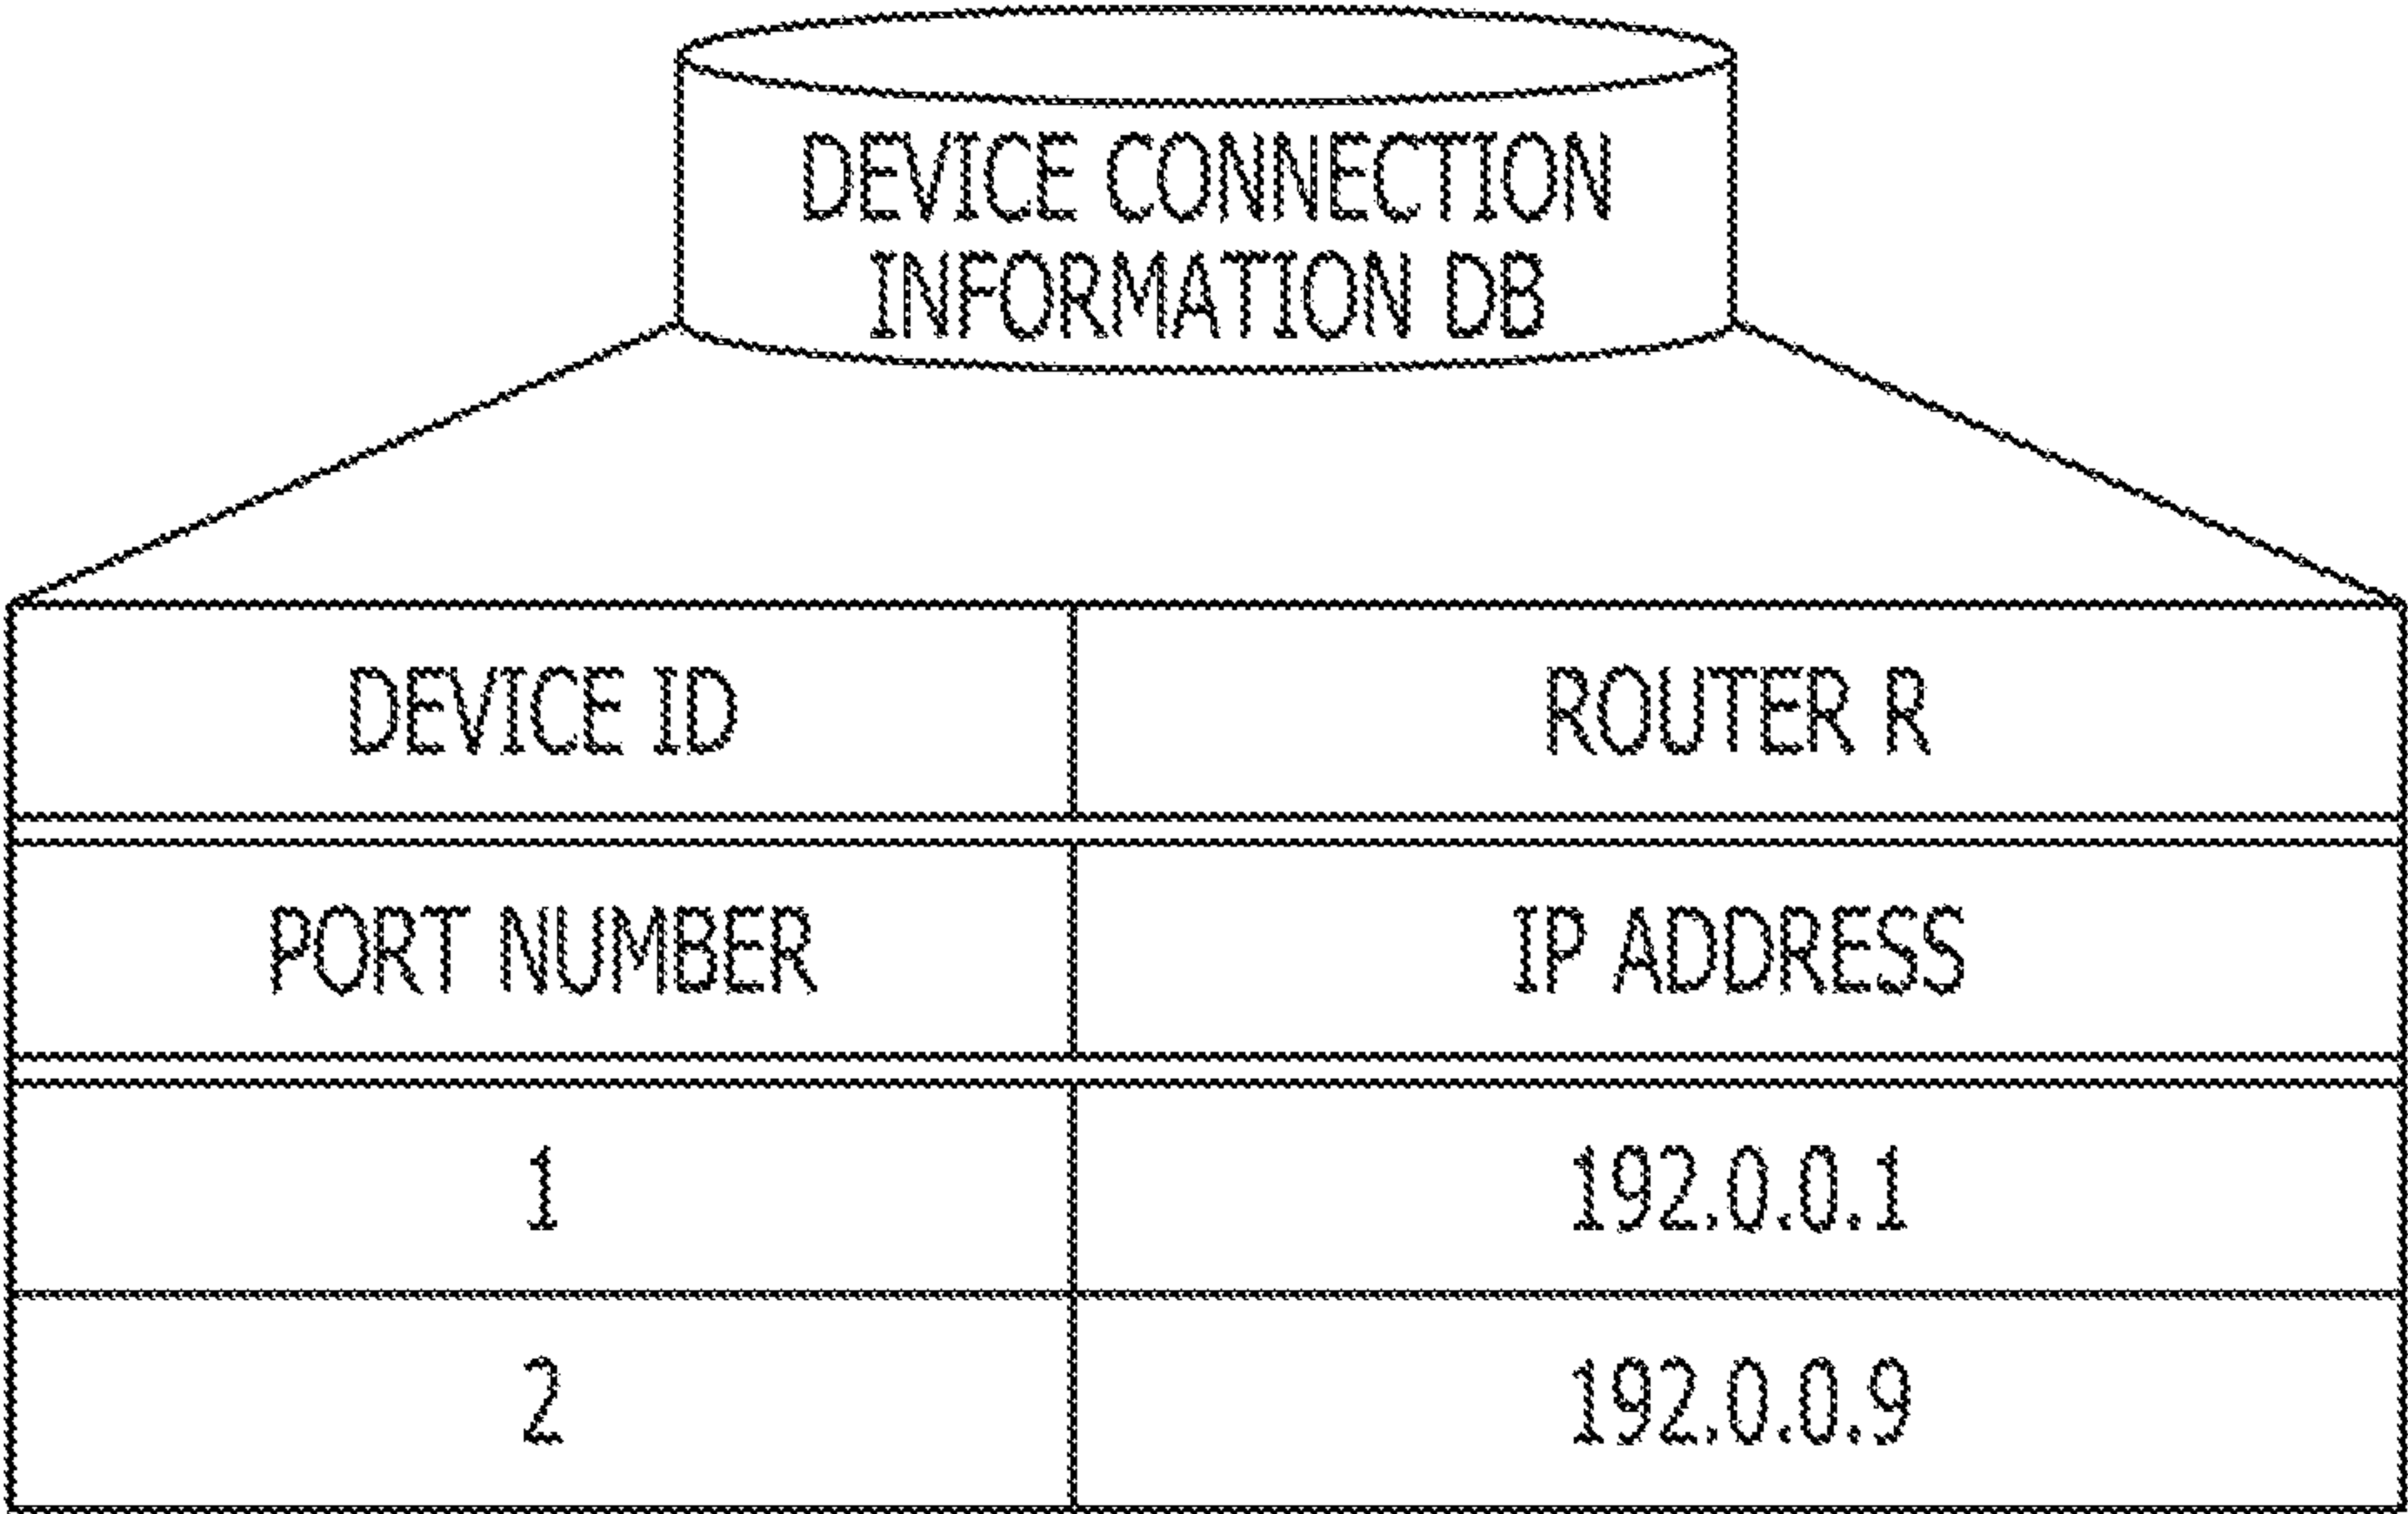 DEVICE CONNECTION
INFORMATION DB
DEVICE ID ROUTER R
PORT NUMBER IP ADDRESS
1 192.0.0.1
2 192.0.0.9